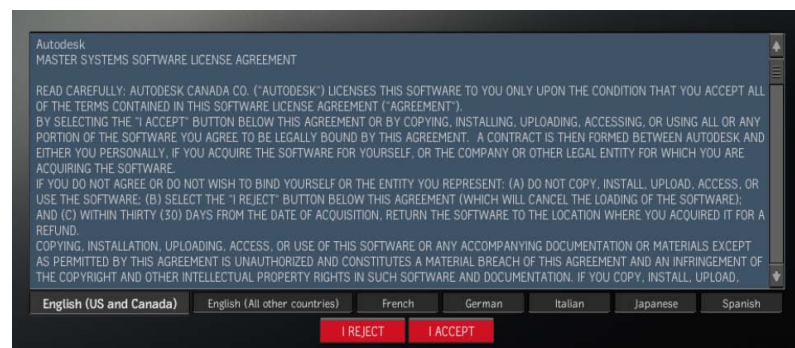 Autodesk
MASTER SYSTEMS SOFTWARE LICENSE AGREEMENT
READ CAREFULLY: AUTODESK CANADA CO. ("AUTODESK") LICENSES THIS SOFTWARE TO YOU ONLY UPON THE CONDITION THAT YOU ACCEPT ALL
OF THE TERMS CONTAINED IN THIS SOFTWARE LICENSE AGREEMENT ("AGREEMENT").
BY SELECTING THE "I ACCEPT" BUTTON BELOW THIS AGREEMENT OR BY COPYING, INSTALLING, UPLOADING, ACCESSING, OR USING ALL OR ANY
PORTION OF THE SOFTWARE YOU AGREE TO BE LEGALLY BOUND BY THIS AGREEMENT. A CONTRACT IS THEN FORMED BETWEEN AUTODESK AND
EITHER YOU PERSONALLY, IF YOU ACQUIRE THE SOFTWARE FOR YOURSELF, OR THE COMPANY OR OTHER LEGAL ENTITY FOR WHICH YOU ARE
ACQUIRING THE SOFTWARE.
IF YOU DO NOT AGREE OR DO NOT WISH TO BIND YOURSELF OR THE ENTITY YOU REPRESENT: (A) DO NOT COPY, INSTALL, UPLOAD, ACCESS, OR
USE THE SOFTWARE; (B) SELECT THE "I REJECT" BUTTON BELOW THIS AGREEMENT (WHICH WILL CANCEL THE LOADING OF THE SOFTWARE);
AND (C) WITHIN THIRTY (30) DAYS FROM THE DATE OF ACQUISITION, RETURN THE SOFTWARE TO THE LOCATION WHERE YOU ACQUIRED IT FOR A
REFUND.
COPYING, INSTALLATION, UPLOADING, ACCESS, OR USE OF THIS SOFTWARE OR ANY ACCOMPANYING DOCUMENTATION OR MATERIALS EXCEPT
AS PERMITTED BY THIS AGREEMENT IS UNAUTHORIZED AND CONSTITUTES A MATERIAL BREACH OF THIS AGREEMENT AND AN INFRINGEMENT OF
THE COPYRIGHT AND OTHER INTELLECTUAL PROPERTY RIGHTS IN SUCH SOFTWARE AND DOCUMENTATION. IF YOU COPY, INSTALL, UPLOAD,
English (US and Canada) English (All other countries) French German Italian Japanese Spanish
I REJECT I ACCEPT